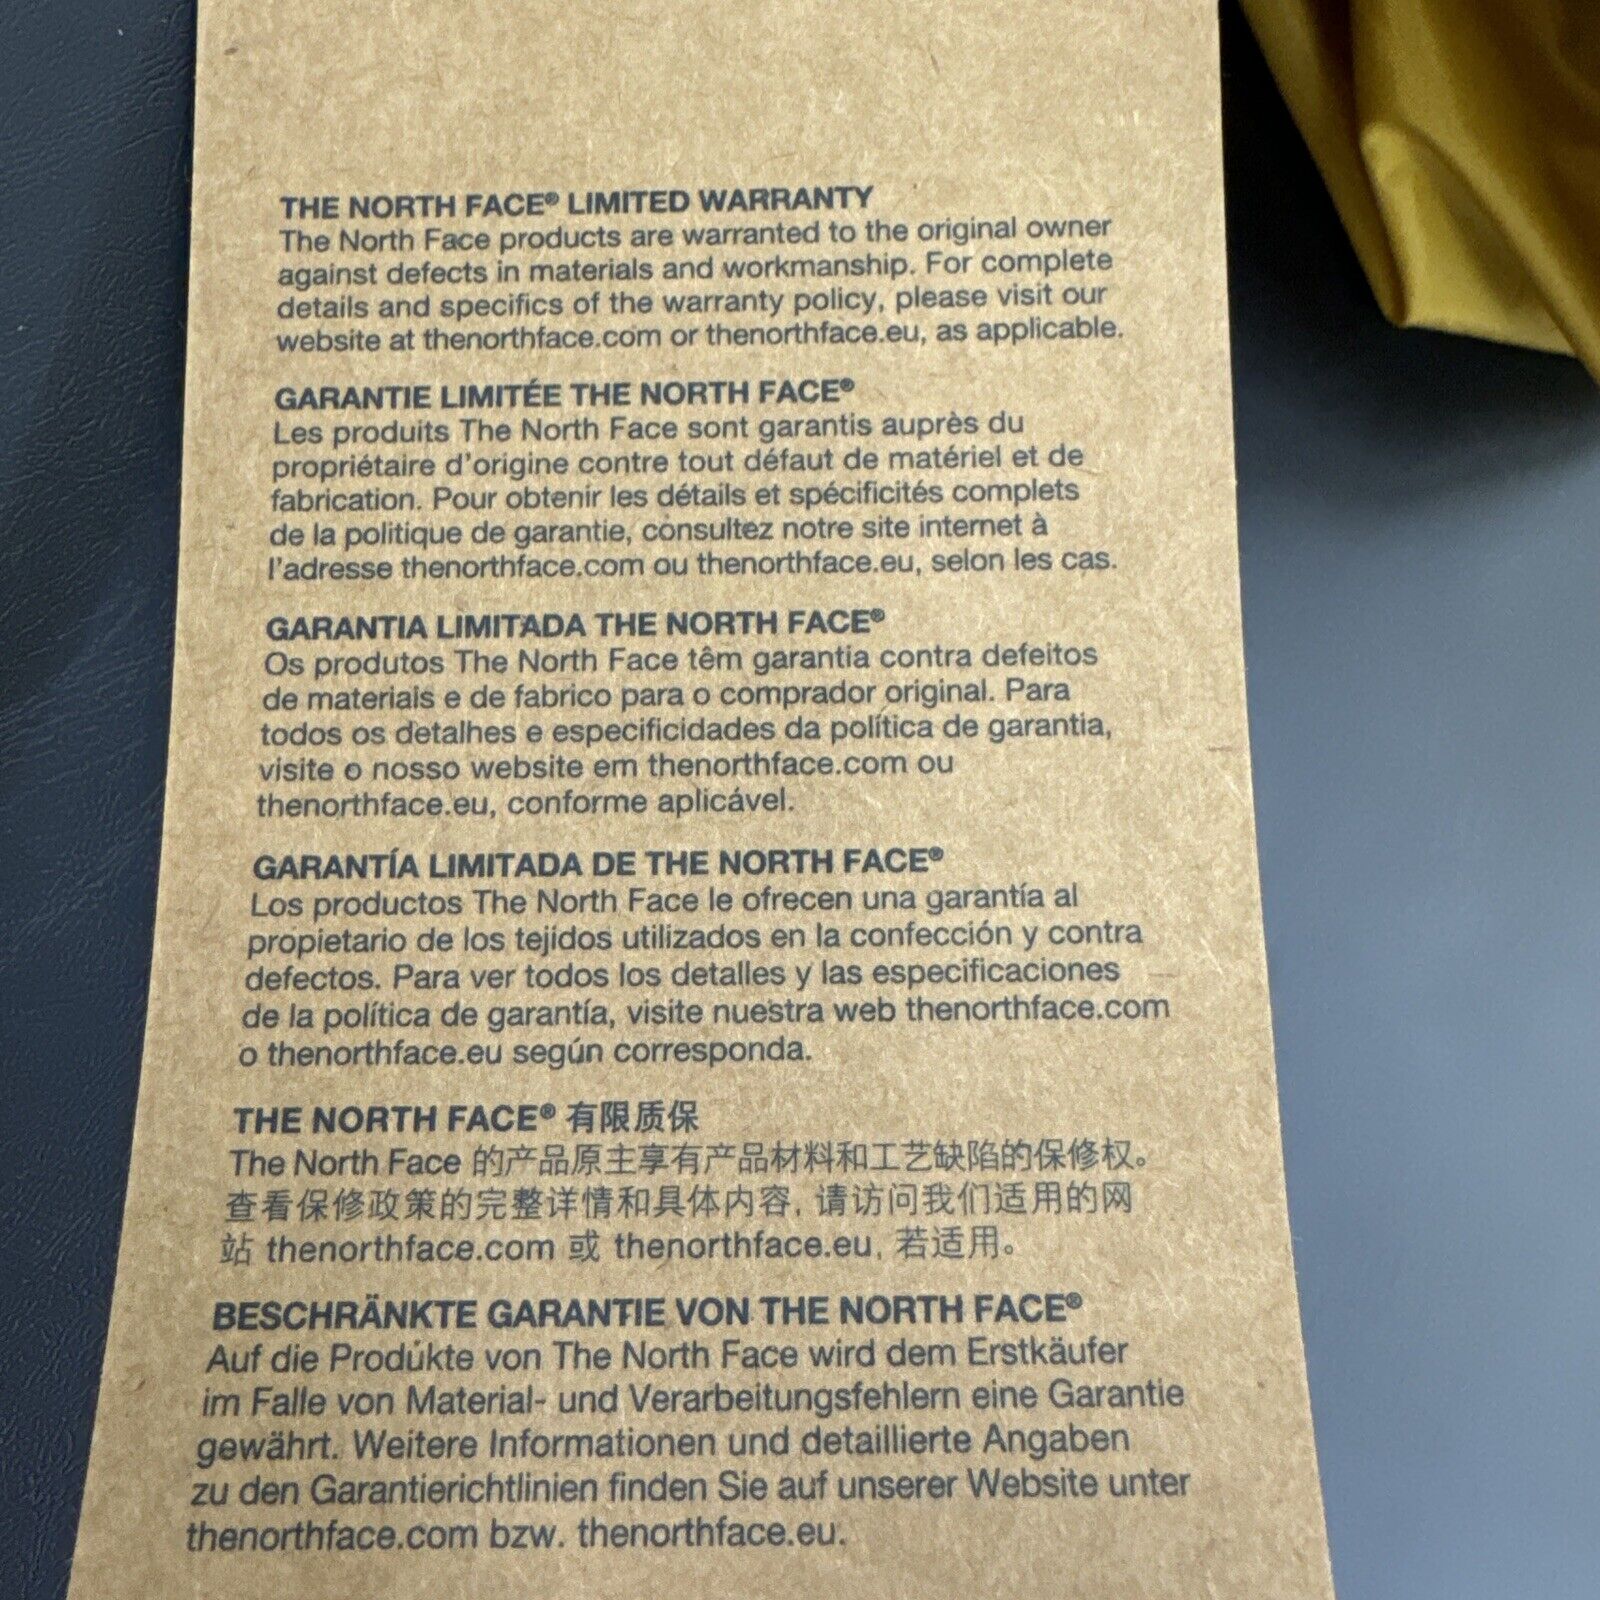 THE NORTH FACE® LIMITED WARRANTY
The North Face products are warranted to the original owner
against defects in materials and workmanship. For complete
details and specifics of the warranty policy, please visit our
website at thenorthface.com or thenorthface.eu, as applicable.
GARANTIE LIMITÉE THE NORTH FACE®
Les produits The North Face sont garantis auprès du
propriétaire d'origine contre tout défaut de matériel et de
fabrication. Pour obtenir les détails et spécificités complets
de la politique de garantie, consultez notre site internet à
l'adresse thenorthface.com ou thenorthface.eu, selon les cas.
GARANTIA LIMITADA THE NORTH FACE®
Os produtos The North Face têm garantia contra defeitos
de materiais e de fabrico para o comprador original. Para
todos os detalhes e especificidades da política de garantia,
visite o nosso website em thenorthface.com ou
thenorthface.eu, conforme aplicável.
GARANTÍA LIMITADA DE THE NORTH FACE®
Los productos The North Face le ofrecen una garantía al
propietario de los tejidos utilizados en la confección y contra
defectos. Para ver todos los detalles y las especificaciones
de la política de garantía, visite nuestra web thenorthface.com
o thenorthface.eu según corresponda.
THE NORTH FACE® 有限质保
The North Face 的产品原主享有产品材料和工艺缺陷的保修权。
查看保修政策的完整详情和具体内容, 请访问我们适用的网
站 thenorthface.com 或 thenorthface.eu, 若适用。
BESCHRÄNKTE GARANTIE VON THE NORTH FACE®
Auf die Produkte von The North Face wird dem Erstkäufer
im Falle von Material- und Verarbeitungsfehlern eine Garantie
gewährt. Weitere Informationen und detaillierte Angaben
zu den Garantierichtlinien finden Sie auf unserer Website unter
thenorthface.com bzw. thenorthface.eu.